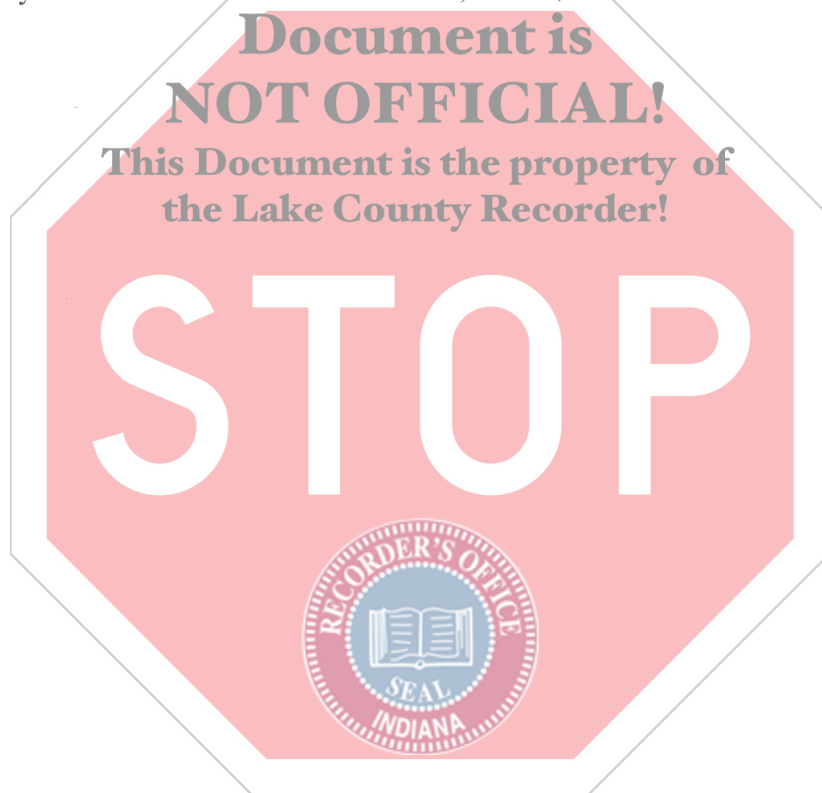 Document is
NOT OFFICIAL!
This Document is the property of
the Lake County Recorder!
STOP
RECORDER'S OFFICE
SEAL
INDIANA